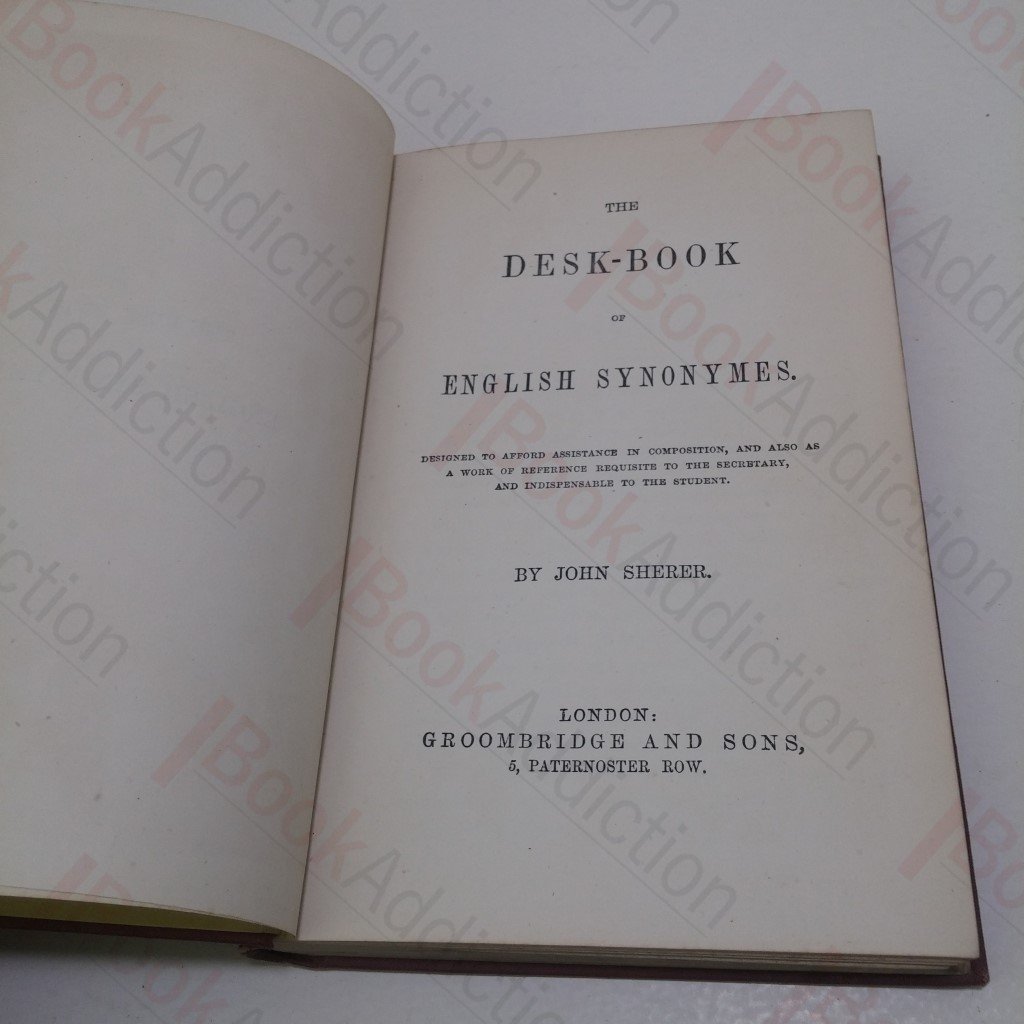 THE
DESK-BOOK
OF
ENGLISH SYNONYMES.
DESIGNED TO AFFORD ASSISTANCE IN COMPOSITION, AND ALSO AS
A WORK OF REFERENCE REQUISITE TO THE SECRETARY,
AND INDISPENSABLE TO THE STUDENT.
BY JOHN SHERER.
LONDON:
GROOMBRIDGE AND SONS,
5, PATERNOSTER ROW.
BookAddiction